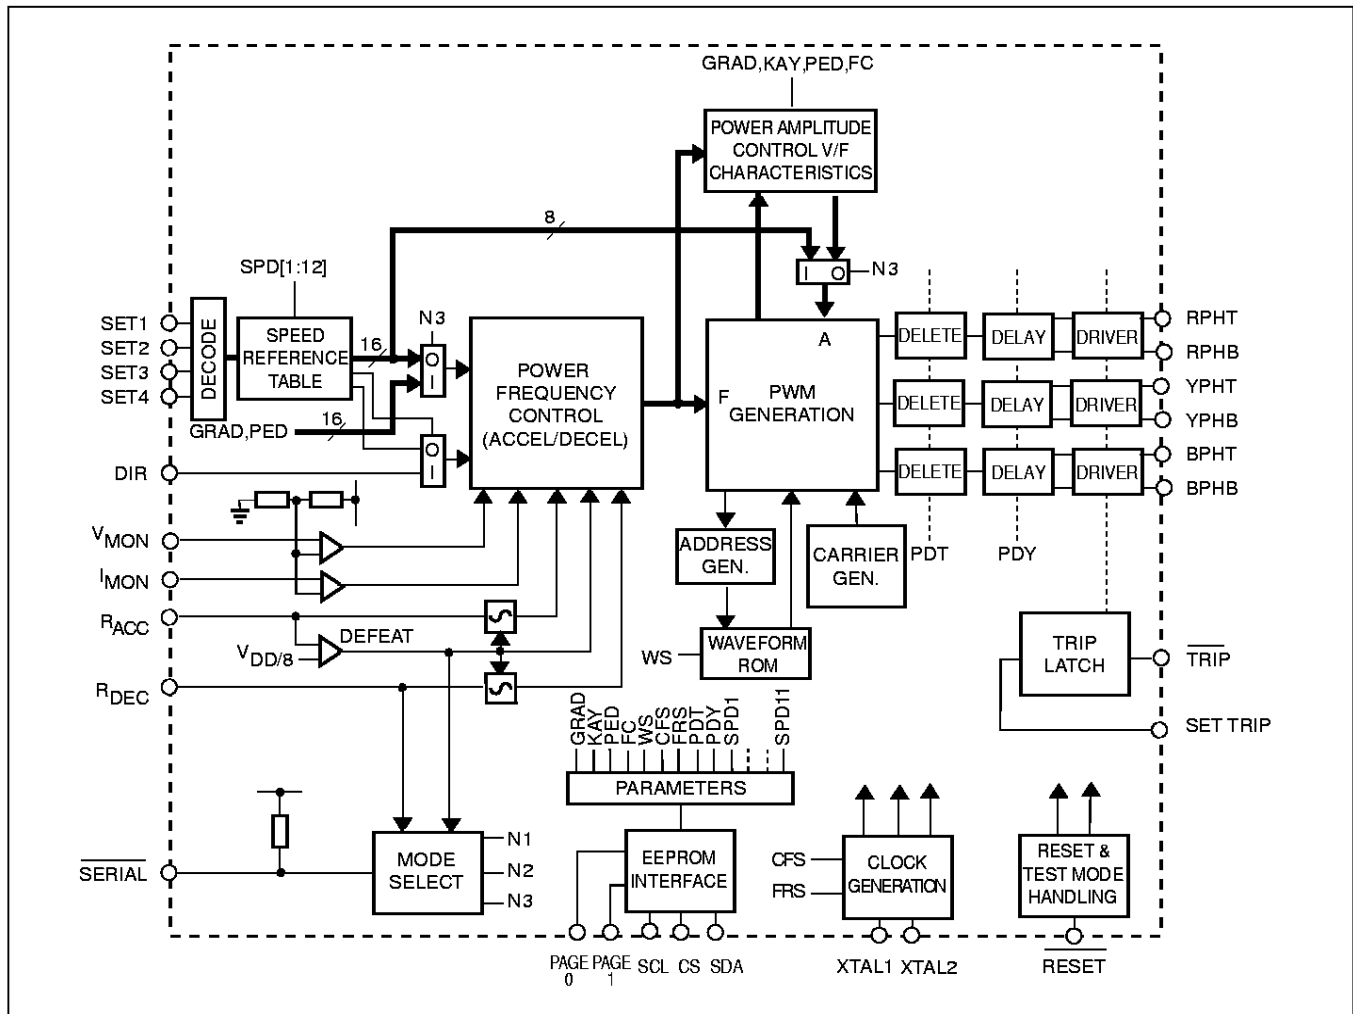 GRAD,KAY,PED,FC
POWER AMPLITUDE
CONTROL V/F
CHARACTERISTICS
8
SPD[1:12]
I O
N3
SET1
SET2
SET3
SET4
DECODE
SPEED
REFERENCE
TABLE
16
N3
O
I
POWER
FREQUENCY
CONTROL
(ACCEL/DECEL)
GRAD,PED
16
O
I
DIR
A
F
PWM
GENERATION
DELETE
DELAY
DRIVER
RPHT
RPHB
DELETE
DELAY
DRIVER
YPHT
YPHB
DELETE
DELAY
DRIVER
BPHT
BPHB
PDT
PDY
VMON
IMON
RACC
DEFEAT
VDD/8
RDEC
ADDRESS
GEN.
CARRIER
GEN.
WS
WAVEFORM
ROM
TRIP
LATCH
TRIP
SET TRIP
GRAD
KAY
PED
FC
WS
CFS
FRS
PDT
PDY
SPD1
SPD11
PARAMETERS
SERIAL
MODE
SELECT
N1
N2
N3
EEPROM
INTERFACE
CFS
FRS
CLOCK
GENERATION
RESET &
TEST MODE
HANDLING
PAGE
0
PAGE
1
SCL
CS
SDA
XTAL1
XTAL2
RESET